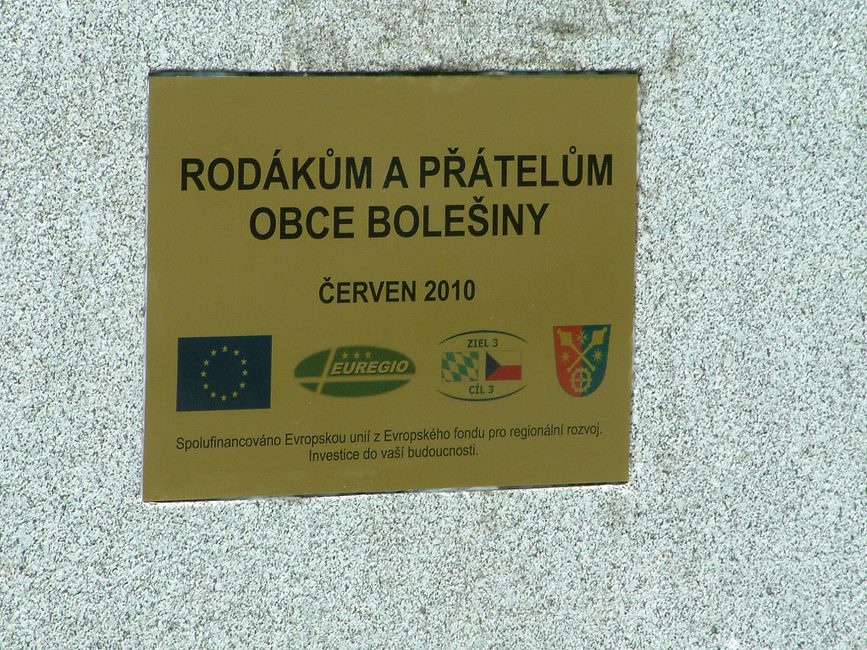 RODÁKŮM A PŘÁTELŮM
OBCE BOLEŠINY
ČERVEN 2010
EUREGIO
ZIEL 3
CÍL 3
Spolufinancováno Evropskou unií z Evropského fondu pro regionální rozvoj.
Investice do vaší budoucnosti.